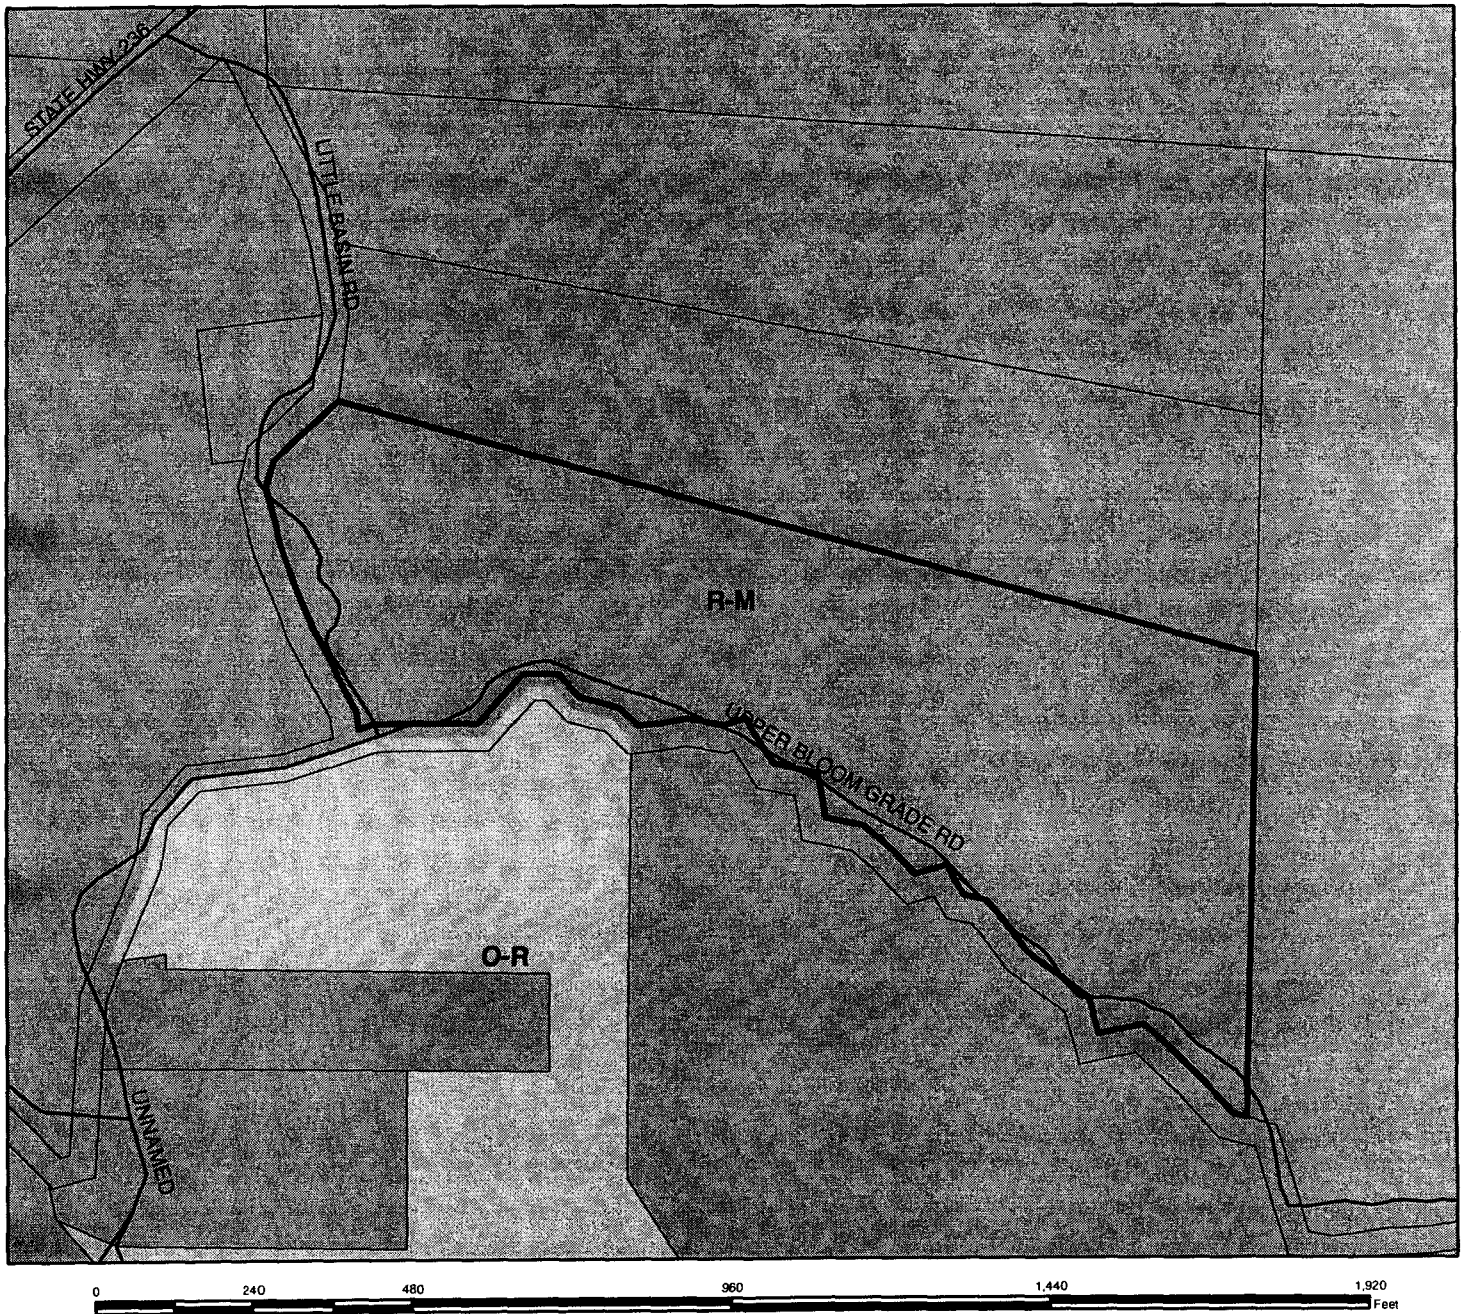 STATE HWY 236
LITTLE BASIN RD
R-M
UPPER BLOOM GRADE RD
O-R
UNNAMED
0 240 480 960 1,440 1,920
Feet